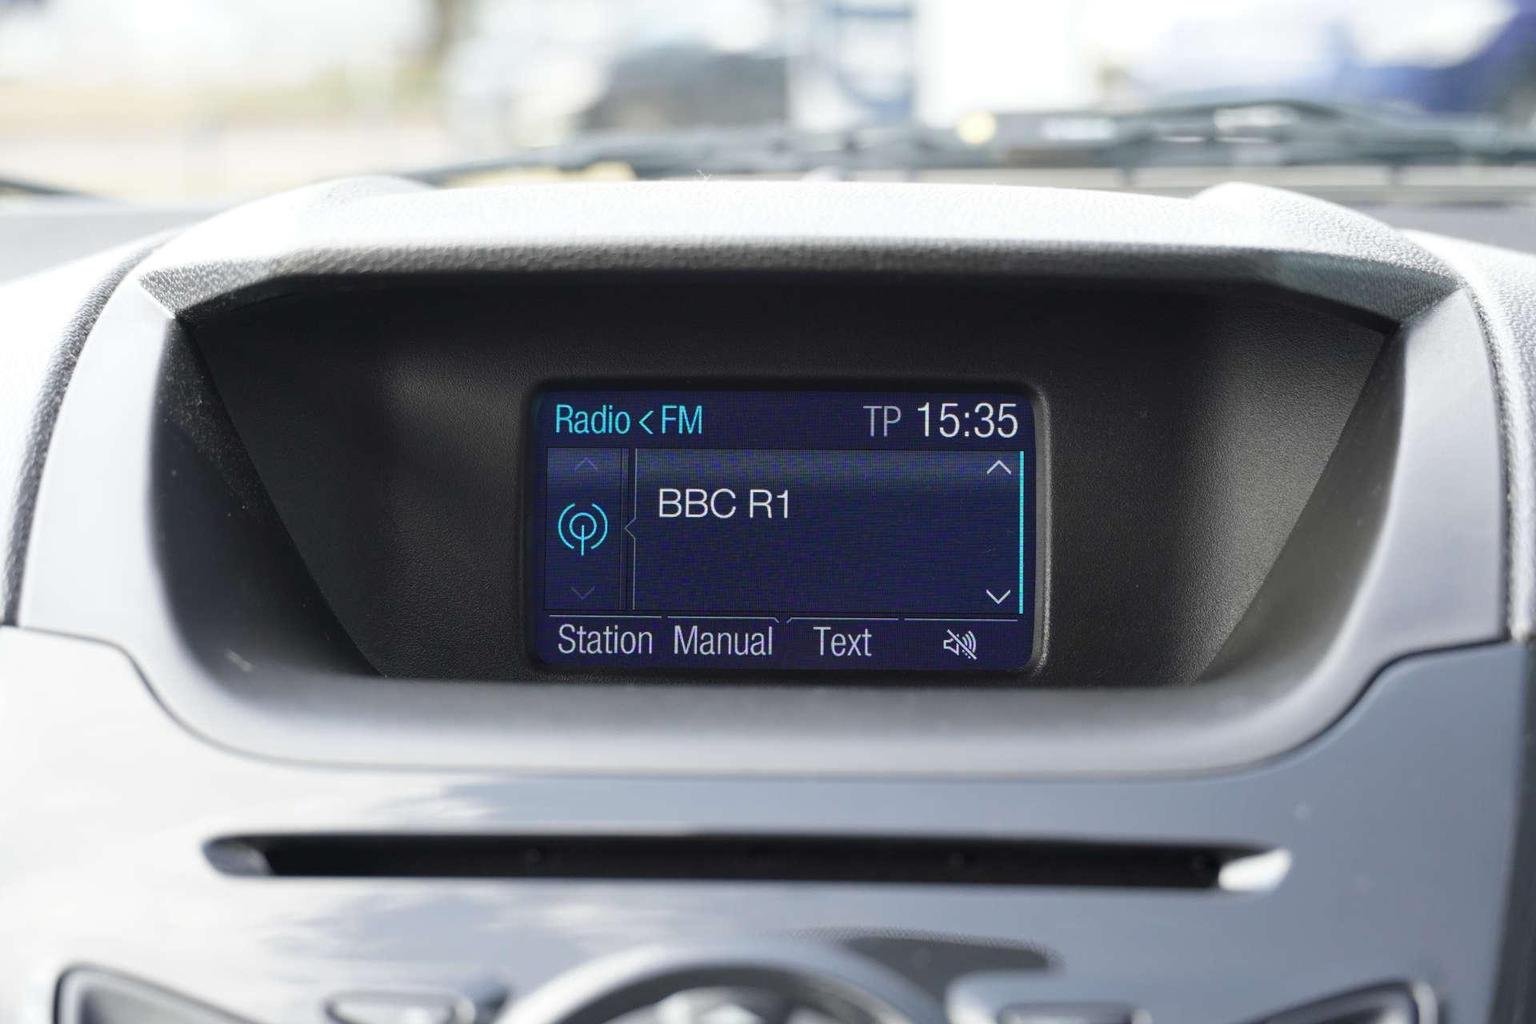 Radio < FM TP 15:35
BBC R1
Station Manual Text